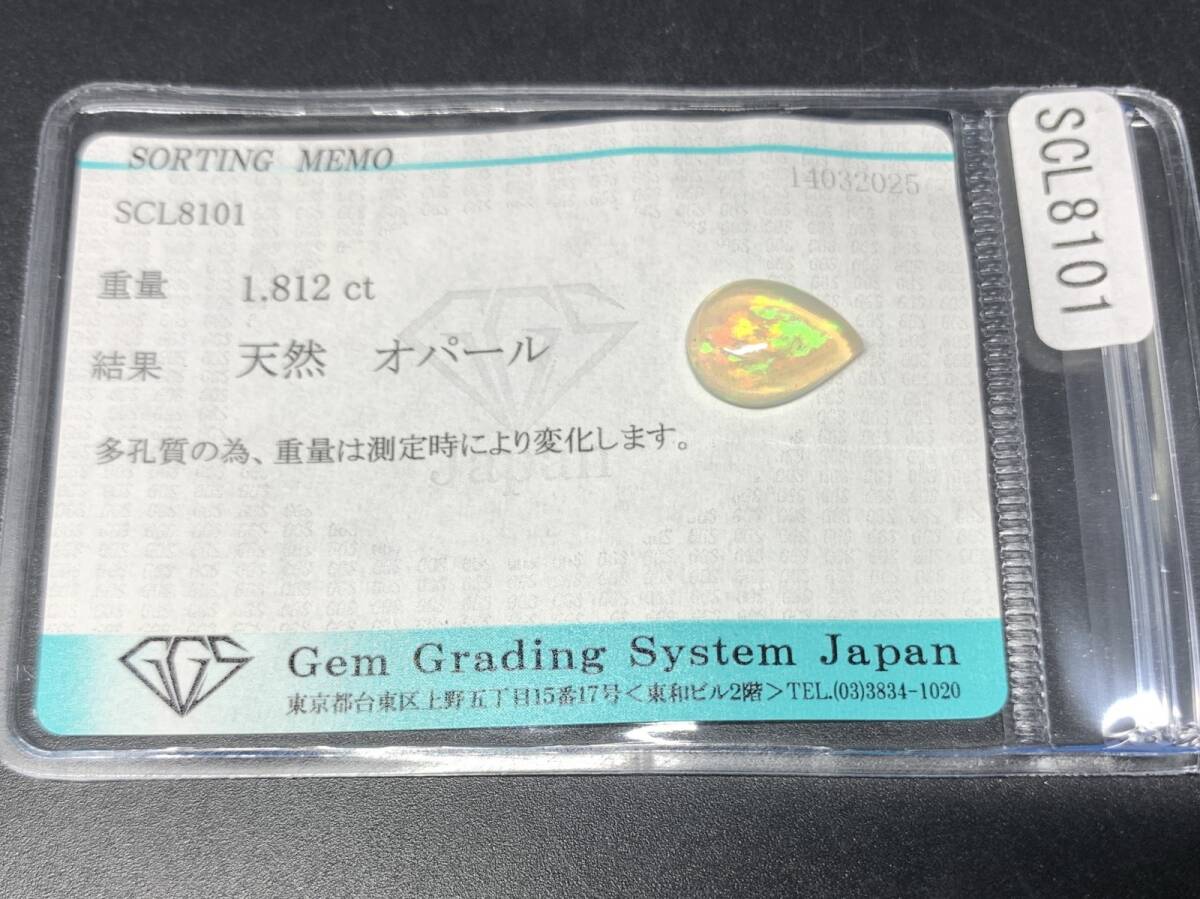 SORTING MEMO
14032025
SCL8101
重量 1.812 ct
結果 天然 オパール
多孔質の為、重量は測定時により変化します。
Japan
GGS Gem Grading System Japan
東京都台東区上野五丁目15番17号＜東和ビル2階＞TEL.(03)3834-1020
SCL8101